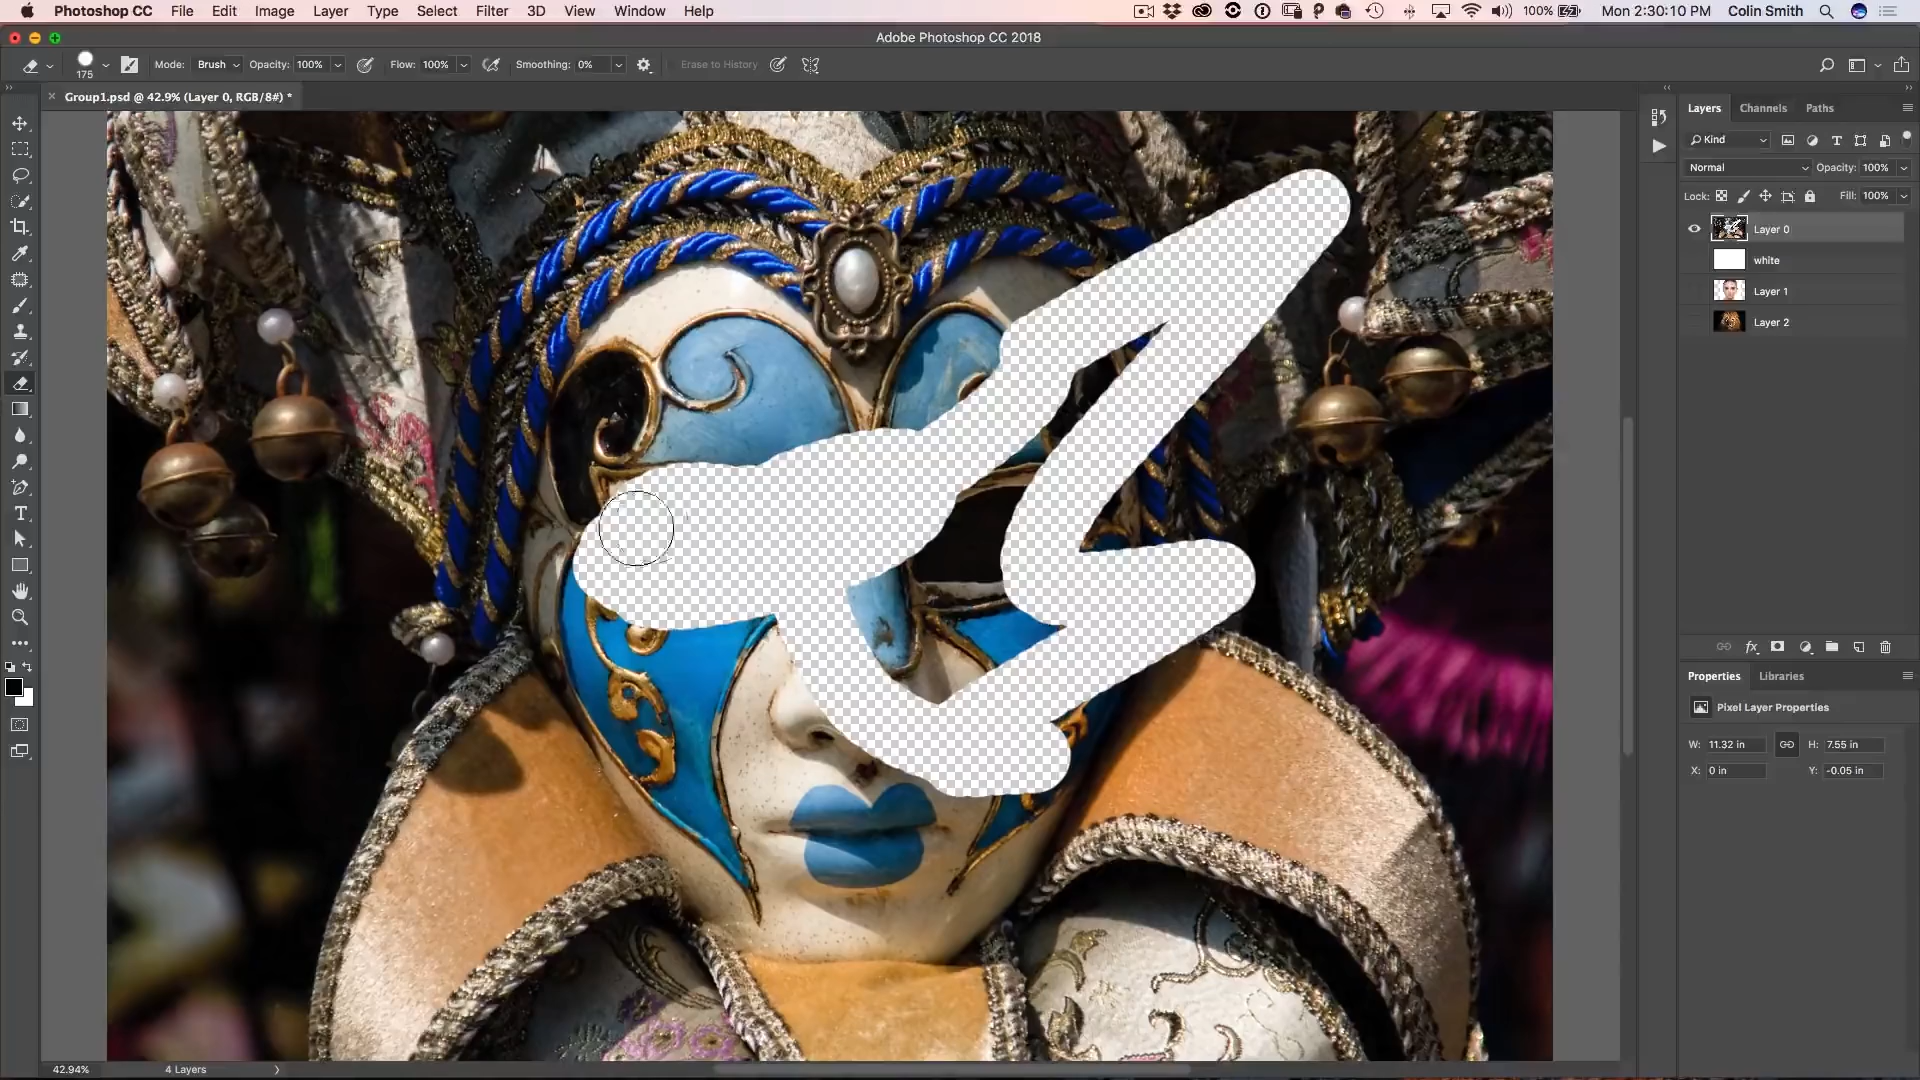 Photoshop CC File Edit Image Layer Type Select Filter 3D View Window Help 100% Mon 2:30:10 PM Colin Smith
Adobe Photoshop CC 2018
175 Mode: Brush Opacity: 100% Flow: 100% Smoothing: 0% Erase to History
Group1.psd @ 42.9% (Layer 0, RGB/8#) *
Layers Channels Paths
Kind
Normal Opacity: 100%
Lock: Fill: 100%
Layer 0
white
Layer 1
Layer 2
fx
Properties Libraries
Pixel Layer Properties
W: 11.32 in H: 7.55 in
X: 0 in Y: -0.05 in
42.94% 4 Layers